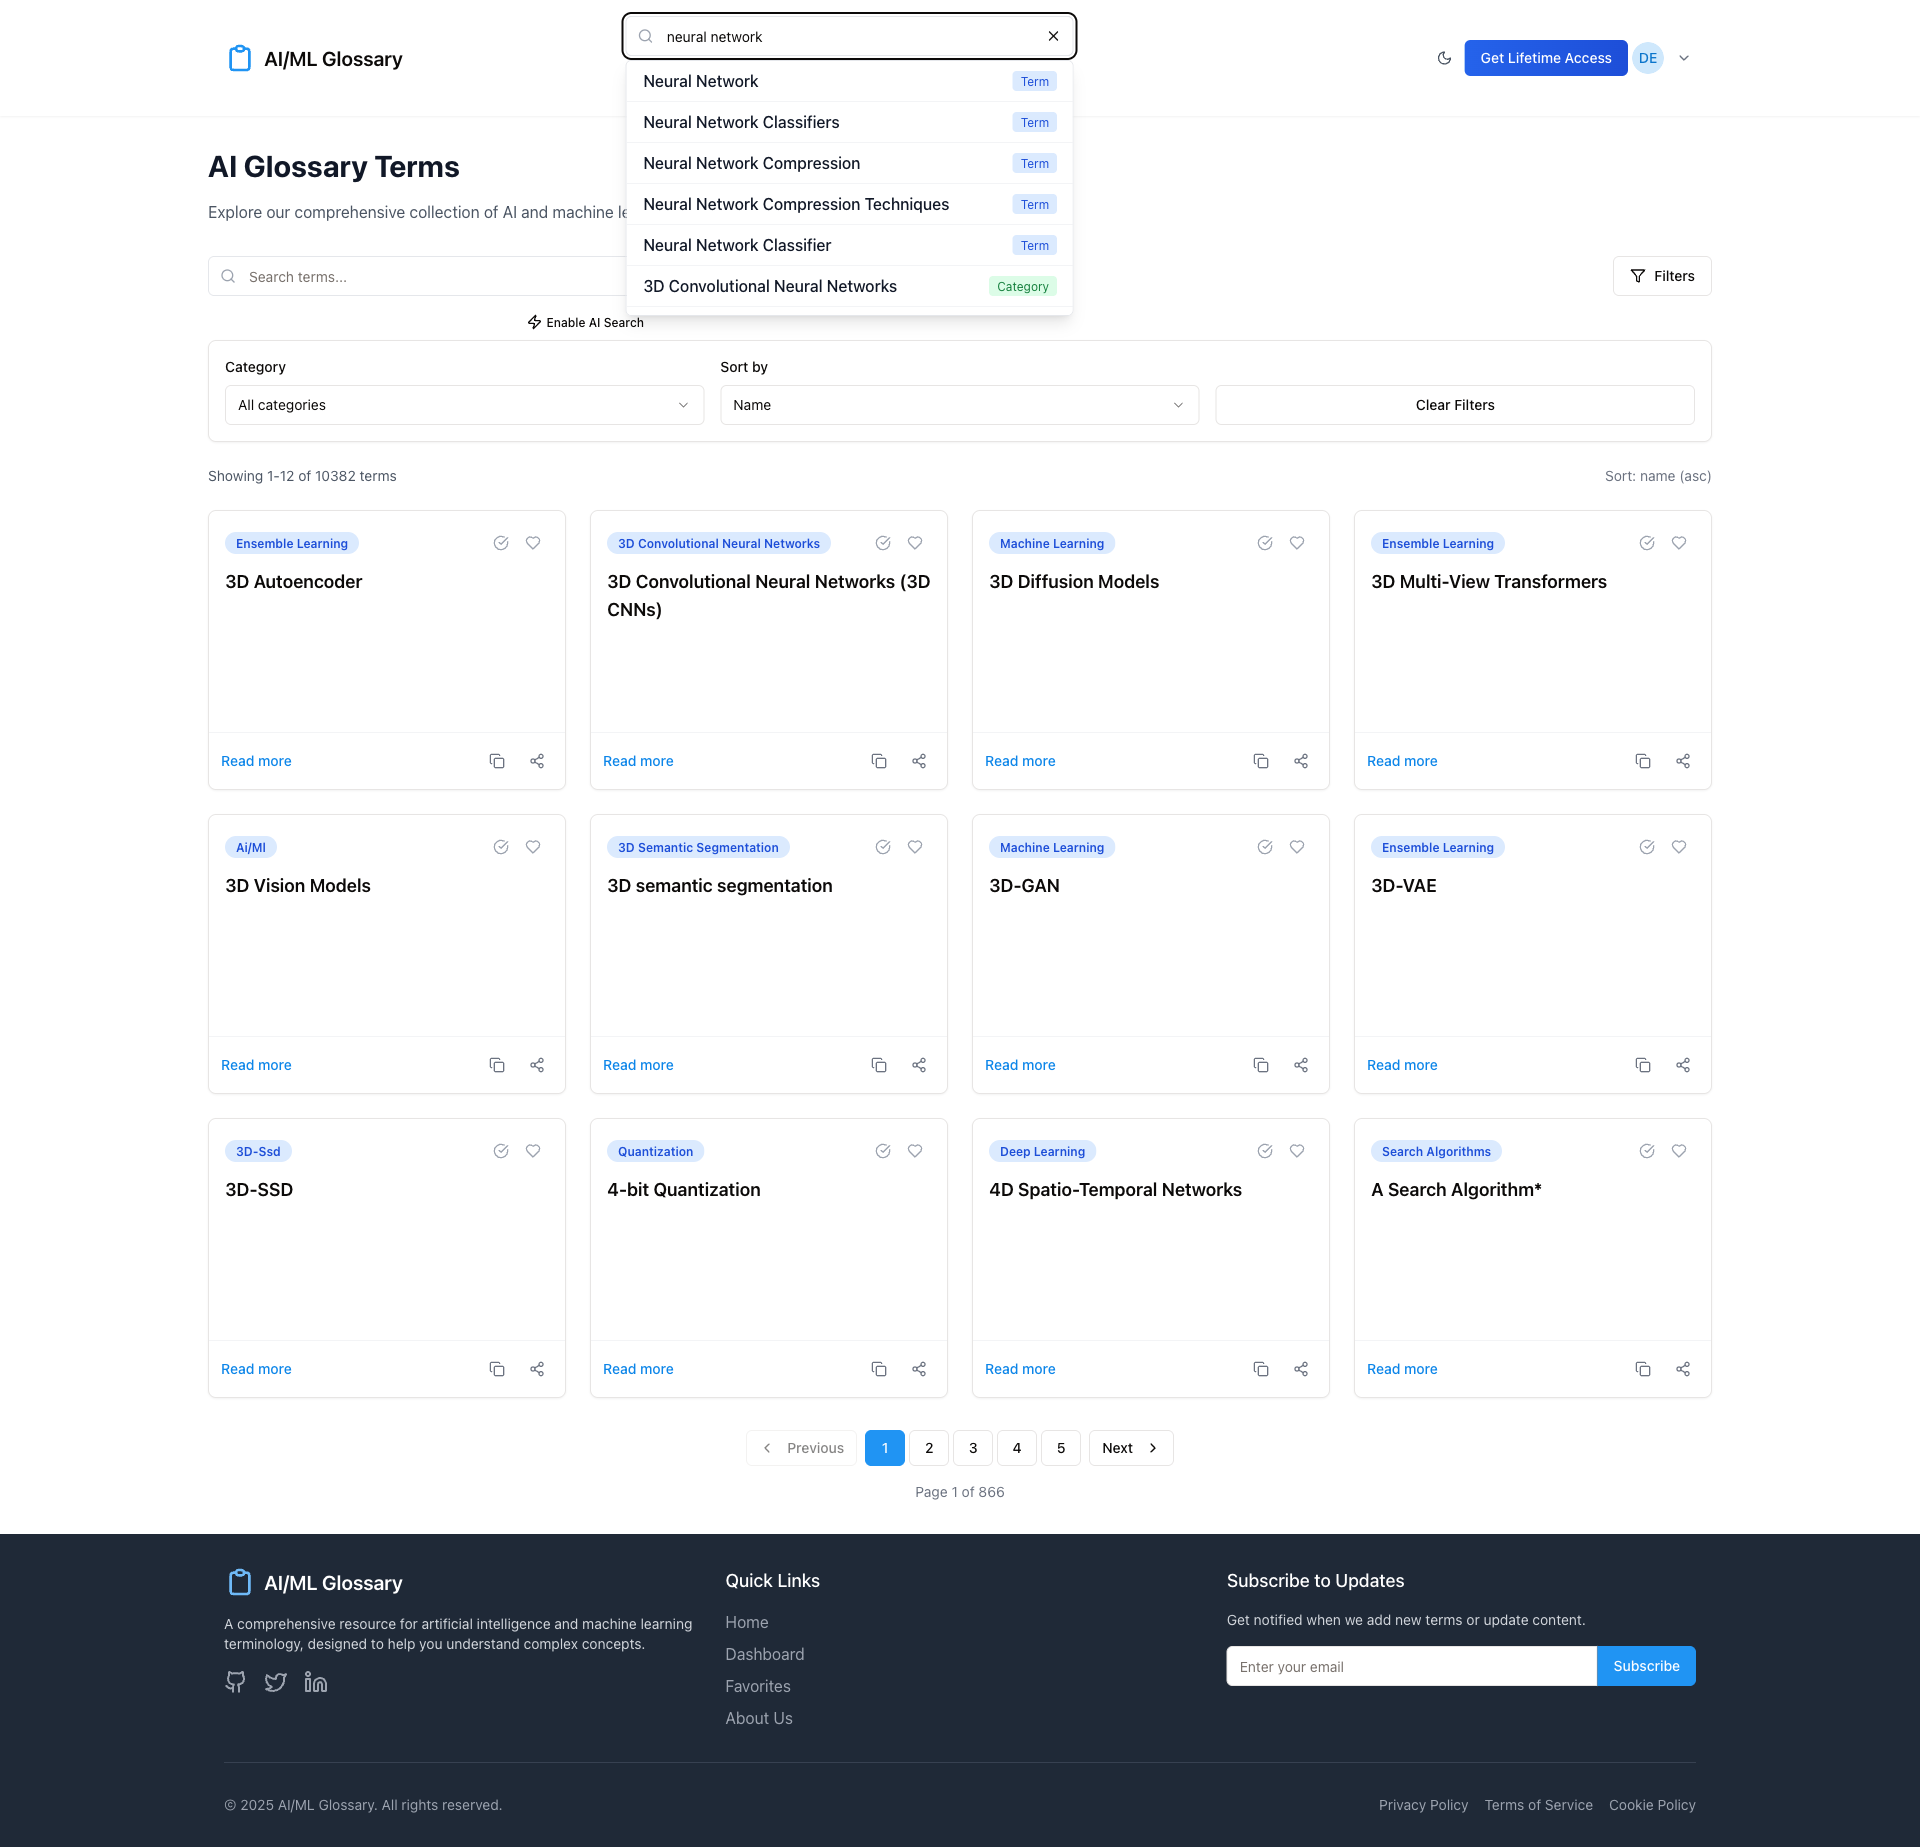 AI/ML Glossary
neural network
Get Lifetime Access
DE
Neural Network
Term
Neural Network Classifiers
Term
Neural Network Compression
Term
Neural Network Compression Techniques
Term
Neural Network Classifier
Term
3D Convolutional Neural Networks
Category
AI Glossary Terms
Explore our comprehensive collection of AI and machine
Search terms...
Filters
Enable AI Search
Category
Sort by
All categories
Name
Clear Filters
Showing 1-12 of 10382 terms
Sort: name (asc)
Ensemble Learning
3D Autoencoder
Read more
3D Convolutional Neural Networks
3D Convolutional Neural Networks (3D
CNNs)
Read more
Machine Learning
3D Diffusion Models
Read more
Ensemble Learning
3D Multi-View Transformers
Read more
Ai/Ml
3D Vision Models
Read more
3D Semantic Segmentation
3D semantic segmentation
Read more
Machine Learning
3D-GAN
Read more
Ensemble Learning
3D-VAE
Read more
3D-Ssd
3D-SSD
Read more
Quantization
4-bit Quantization
Read more
Deep Learning
4D Spatio-Temporal Networks
Read more
Search Algorithms
A Search Algorithm*
Read more
Previous
1
2
3
4
5
Next
Page 1 of 866
AI/ML Glossary
A comprehensive resource for artificial intelligence and machine learning
terminology, designed to help you understand complex concepts.
Quick Links
Home
Dashboard
Favorites
About Us
Subscribe to Updates
Get notified when we add new terms or update content.
Enter your email
Subscribe
© 2025 AI/ML Glossary. All rights reserved.
Privacy Policy
Terms of Service
Cookie Policy